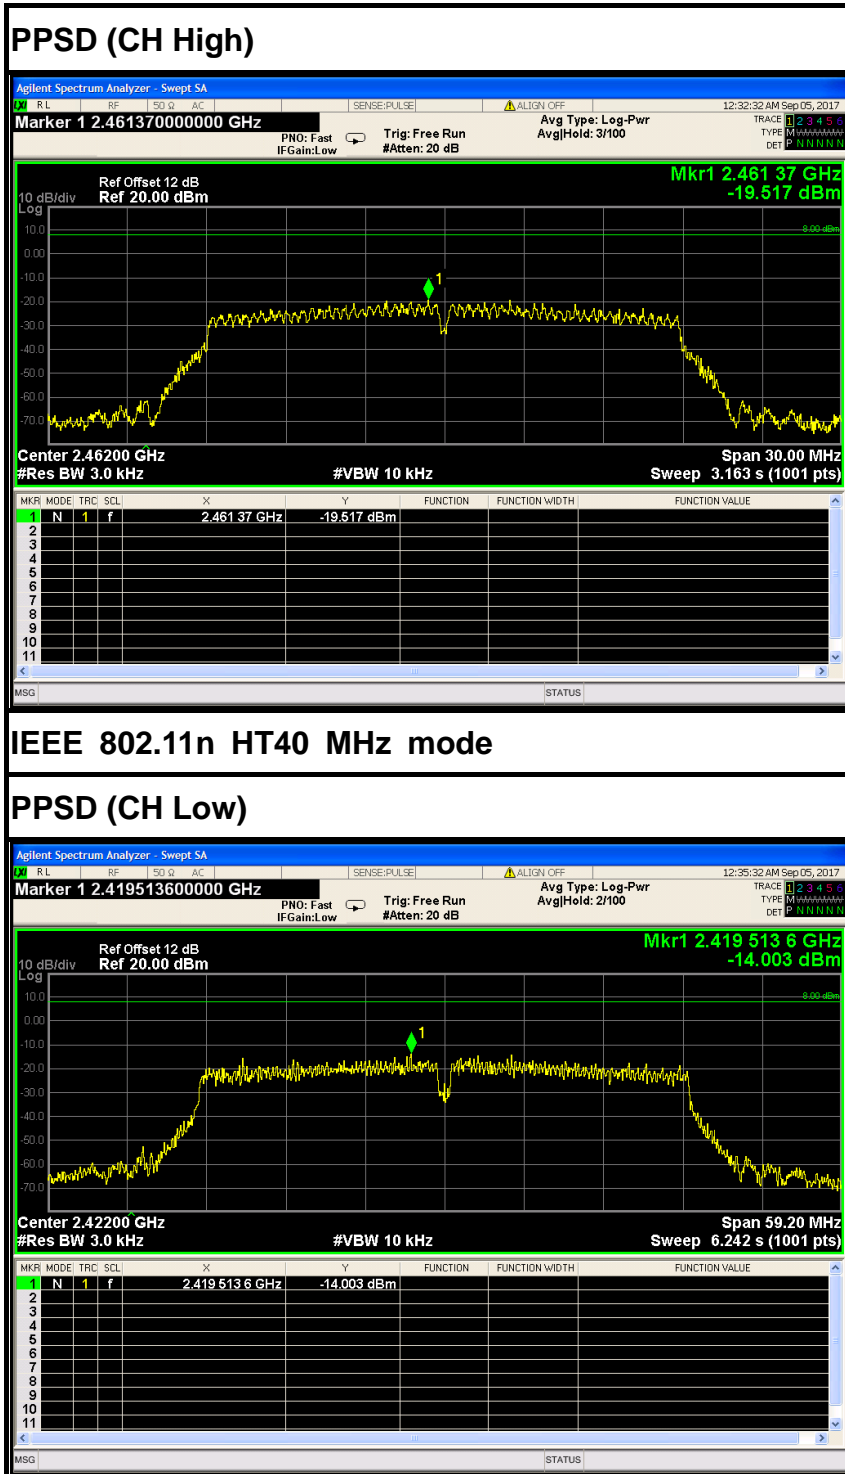 PPSD (CH High)
Agilent Spectrum Analyzer - Swept SA
LXI RL RF 50 Ω AC SENSE:PULSE ALIGN OFF 12:32:32 AM Sep 05, 2017
Marker 1 2.461370000000 GHz Avg Type: Log-Pwr TRACE 1 2 3 4 5 6
PNO: Fast Trig: Free Run Avg|Hold: 3/100 TYPE M WWWWW
IFGain:Low #Atten: 20 dB DET P N N N N N
Mkr1 2.461 37 GHz
Ref Offset 12 dB
10 dB/div Ref 20.00 dBm -19.517 dBm
Log
10.0
8.00 dBm
0.00
-10.0
1
-20.0
-30.0
-40.0
-50.0
-60.0
-70.0
Center 2.46200 GHz Span 30.00 MHz
#Res BW 3.0 kHz #VBW 10 kHz Sweep 3.163 s (1001 pts)
MKR MODE TRC SCL X Y FUNCTION FUNCTION WIDTH FUNCTION VALUE
1 N 1 f 2.461 37 GHz -19.517 dBm
2
3
4
5
6
7
8
9
10
11
MSG STATUS
IEEE 802.11n HT40 MHz mode
PPSD (CH Low)
Agilent Spectrum Analyzer - Swept SA
LXI RL RF 50 Ω AC SENSE:PULSE ALIGN OFF 12:35:32 AM Sep 05, 2017
Marker 1 2.419513600000 GHz Avg Type: Log-Pwr TRACE 1 2 3 4 5 6
PNO: Fast Trig: Free Run Avg|Hold: 2/100 TYPE M WWWWW
IFGain:Low #Atten: 20 dB DET P N N N N N
Mkr1 2.419 513 6 GHz
Ref Offset 12 dB
10 dB/div Ref 20.00 dBm -14.003 dBm
Log
10.0
8.00 dBm
0.00
-10.0
1
-20.0
-30.0
-40.0
-50.0
-60.0
-70.0
Center 2.42200 GHz Span 59.20 MHz
#Res BW 3.0 kHz #VBW 10 kHz Sweep 6.242 s (1001 pts)
MKR MODE TRC SCL X Y FUNCTION FUNCTION WIDTH FUNCTION VALUE
1 N 1 f 2.419 513 6 GHz -14.003 dBm
2
3
4
5
6
7
8
9
10
11
MSG STATUS